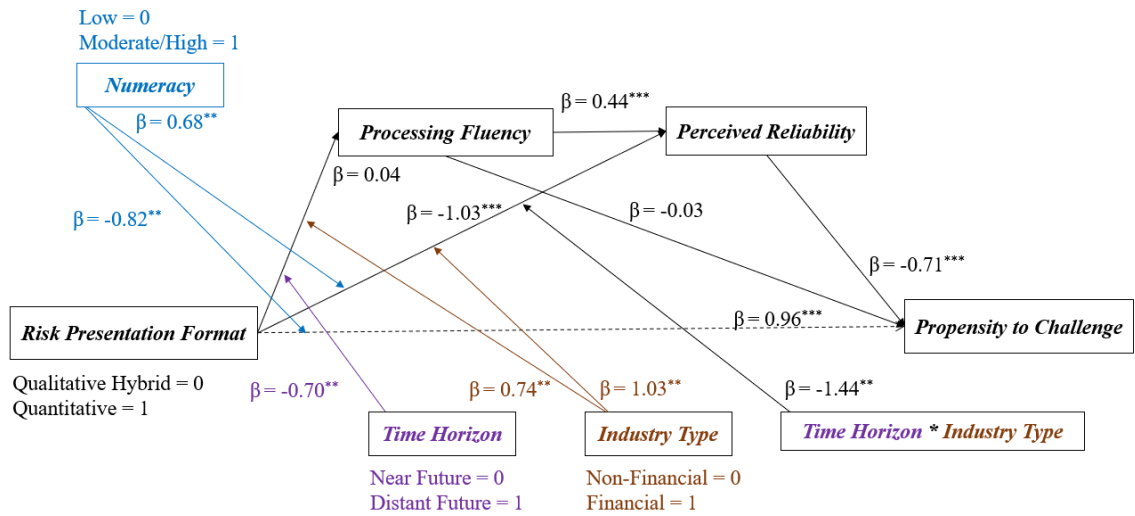 Low = 0
Moderate/High = 1
Numeracy
β = 0.68**
β = 0.44***
Processing Fluency
Perceived Reliability
β = 0.04
β = -0.82**
β = -1.03***
β = -0.03
β = -0.71***
Risk Presentation Format
β = 0.96***
Propensity to Challenge
Qualitative Hybrid = 0
Quantitative = 1
β = -0.70**
β = 0.74**
β = 1.03**
β = -1.44**
Time Horizon
Industry Type
Time Horizon * Industry Type
Near Future = 0
Distant Future = 1
Non-Financial = 0
Financial = 1